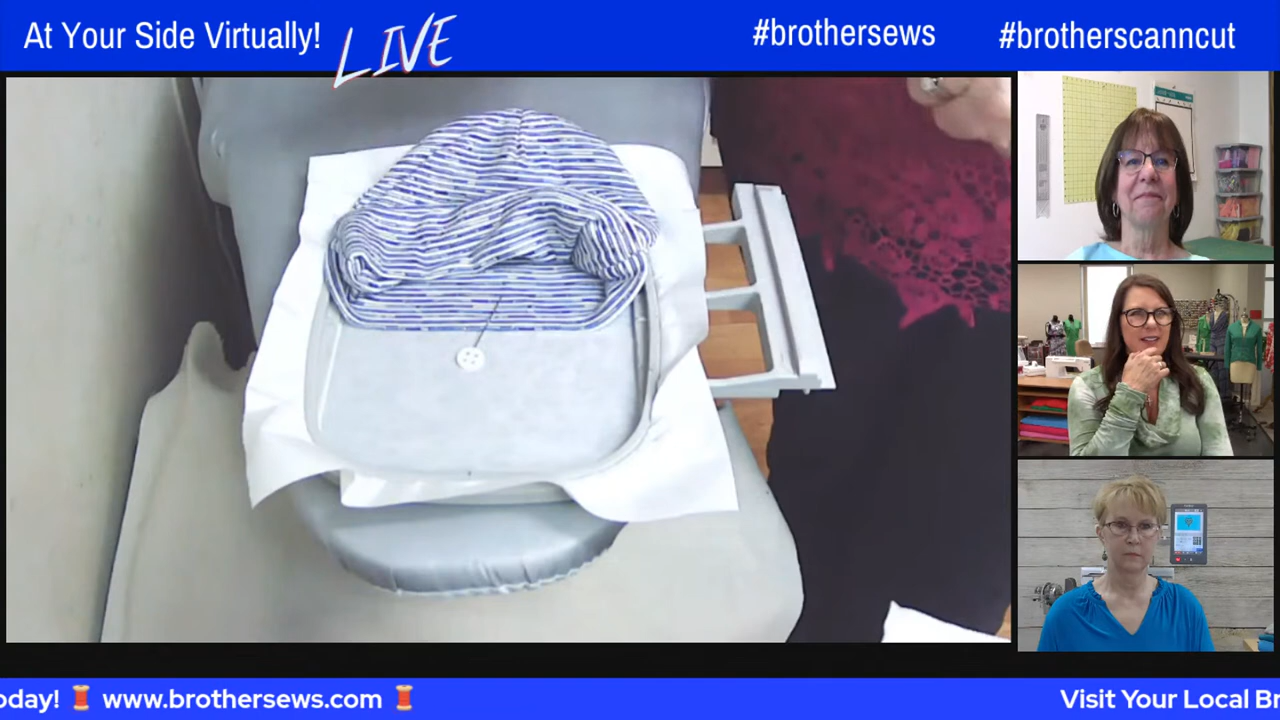 At Your Side Virtually! LIVE
#brothersews
#brotherscanncut
oday! www.brothersews.com
Visit Your Local Br